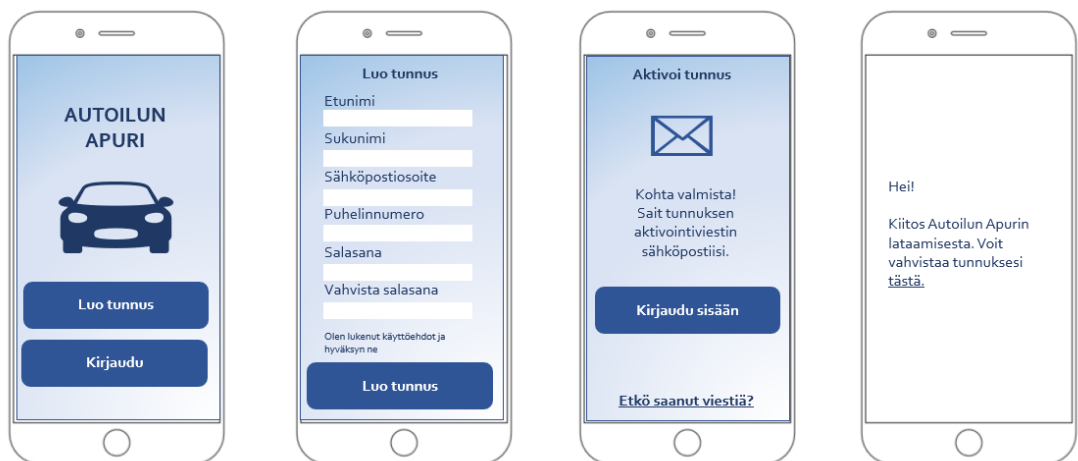 AUTOILUN
APURI
Luo tunnus
Kirjaudu
Luo tunnus
Etunimi
Sukunimi
Sähköpostiosoite
Puhelinnumero
Salasana
Vahvista salasana
Olen lukenut käyttöehdot ja
hyväksyn ne
Luo tunnus
Aktivoi tunnus
Kohta valmista!
Sait tunnuksen
aktivointiviestin
sähköpostiisi.
Kirjaudu sisään
Etkö saanut viestiä?
Hei!
Kiitos Autoilun Apurin
lataamisesta. Voit
vahvistaa tunnuksesi
tästä.